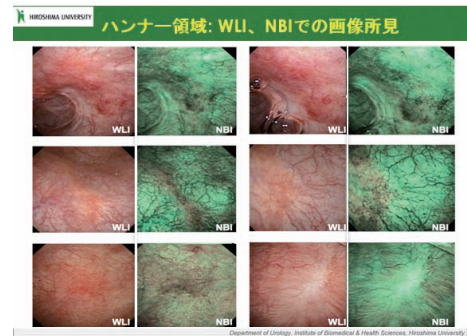 HIROSHIMA UNIVERSITY
ハンナー領域: WLI、NBIでの画像所見
WLI
NBI
WLI
NBI
WLI
NBI
WLI
NBI
WLI
NBI
WLI
NBI
Department of Urology, Institute of Biomedical & Health Sciences, Hiroshima University